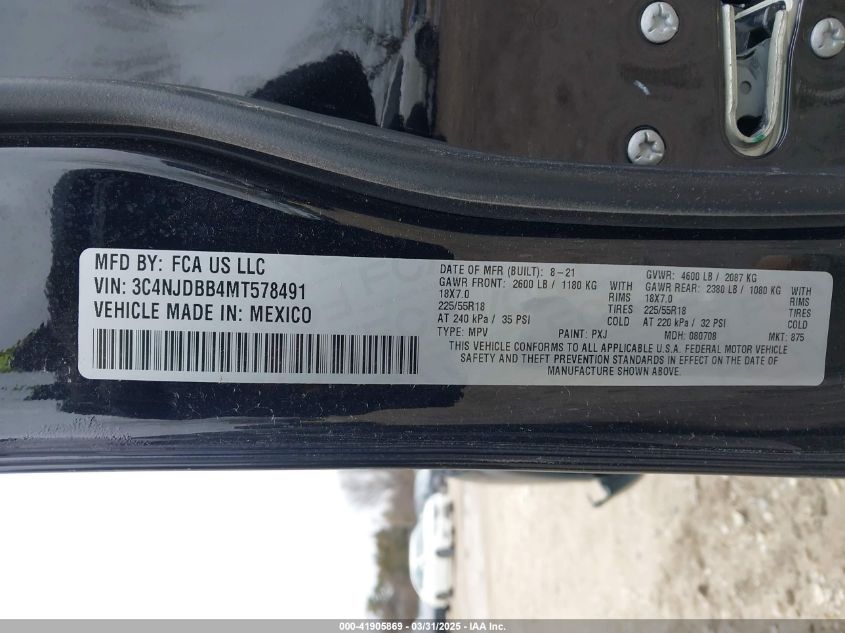 MFD BY: FCA US LLC
VIN: 3C4NJDBB4MT578491
VEHICLE MADE IN: MEXICO
DATE OF MFR (BUILT): 8-21 GVWR: 4600 LB / 2087 KG
GAWR FRONT: 2600 LB / 1180 KG WITH GAWR REAR: 2380 LB / 1080 KG WITH
18X7.0 RIMS 18X7.0 RIMS
225/55R18 TIRES 225/55R18 TIRES
AT 240 kPa / 35 PSI COLD AT 220 kPa / 32 PSI COLD
TYPE: MPV PAINT: PXJ MDH: 080708 MKT: 875
THIS VEHICLE CONFORMS TO ALL APPLICABLE U.S.A. FEDERAL MOTOR VEHICLE
SAFETY AND THEFT PREVENTION STANDARDS IN EFFECT ON THE DATE OF
MANUFACTURE SHOWN ABOVE.
000-41905869 - 03/31/2025 - IAA Inc.